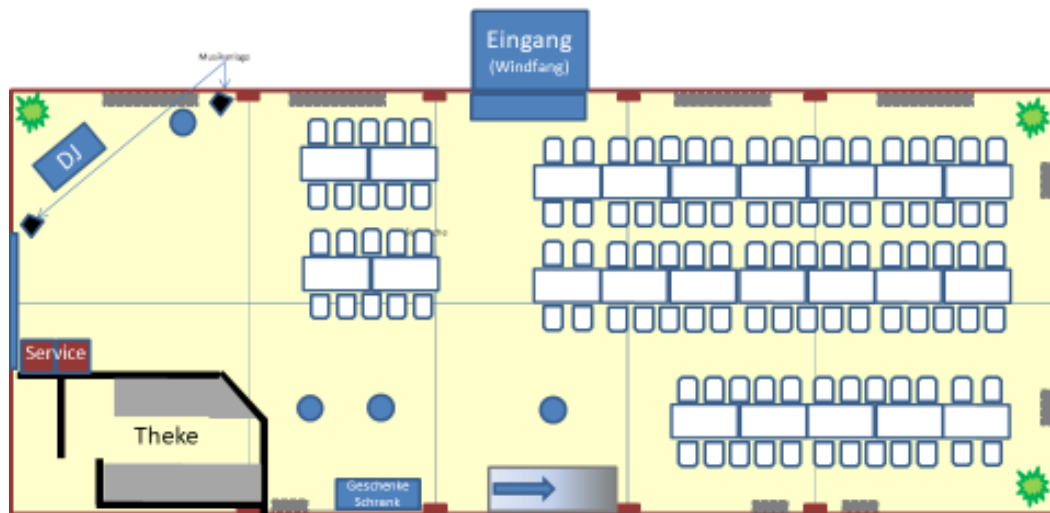 Musikanlage
Eingang
(Windfang)
DJ
Service
Theke
Geschenke
Schrank